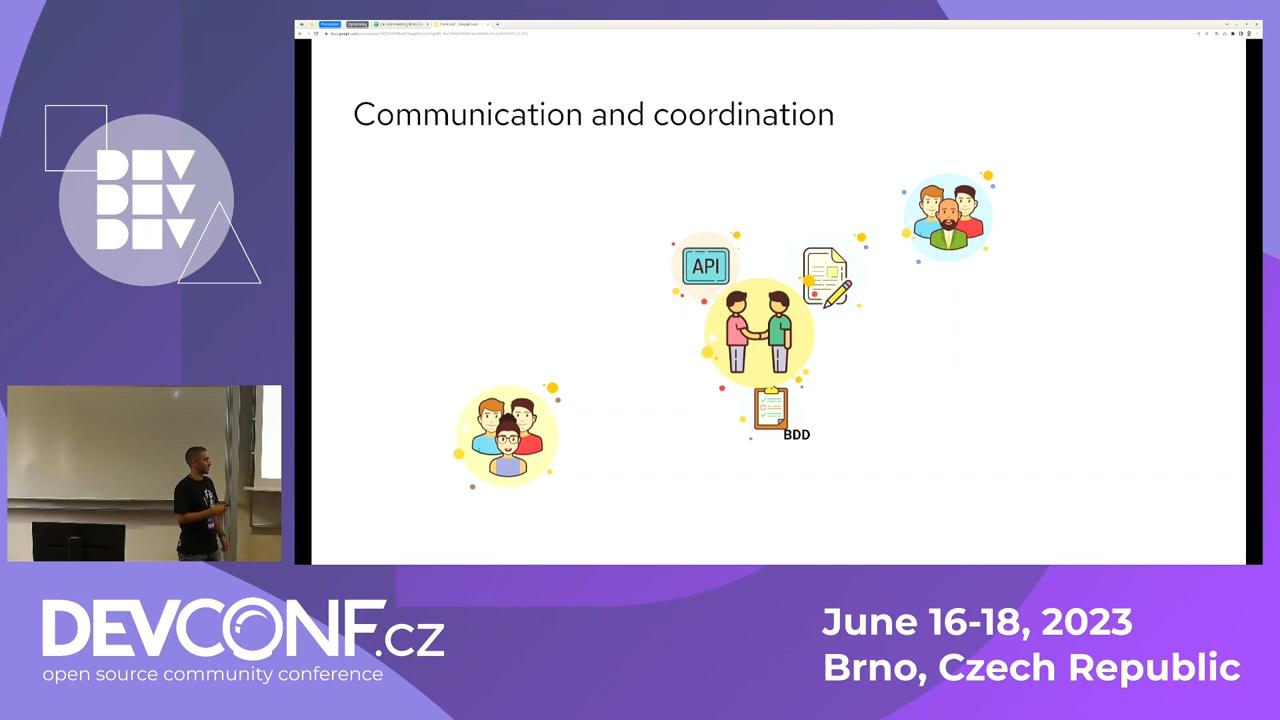 DEV
DEV
DEV
Communication and coordination
API
BDD
DEVCONF.cz
open source community conference
June 16-18, 2023
Brno, Czech Republic